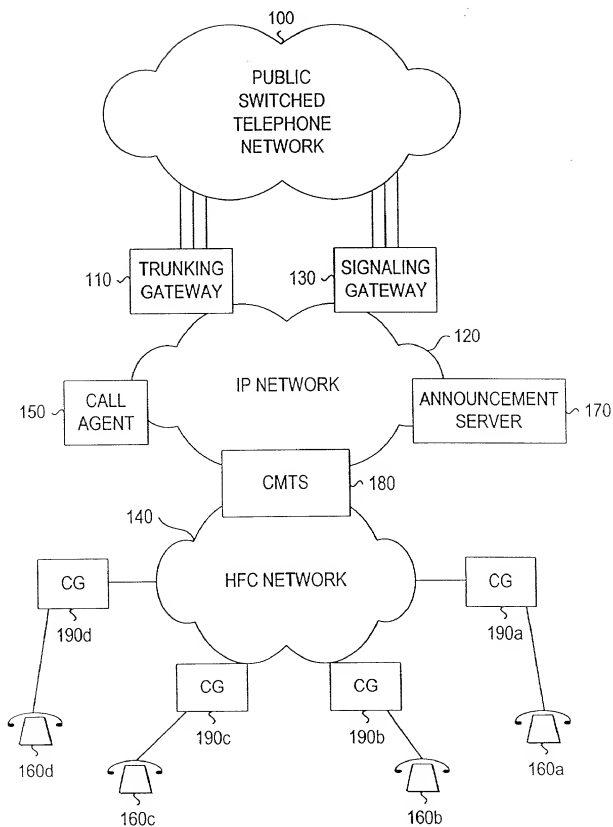 100
PUBLIC
SWITCHED
TELEPHONE
NETWORK
110
TRUNKING
GATEWAY
130
SIGNALING
GATEWAY
120
IP NETWORK
150
CALL
AGENT
ANNOUNCEMENT
SERVER
170
CMTS
180
140
HFC NETWORK
CG
190d
CG
190a
CG
190c
CG
190b
160d
160c
160b
160a